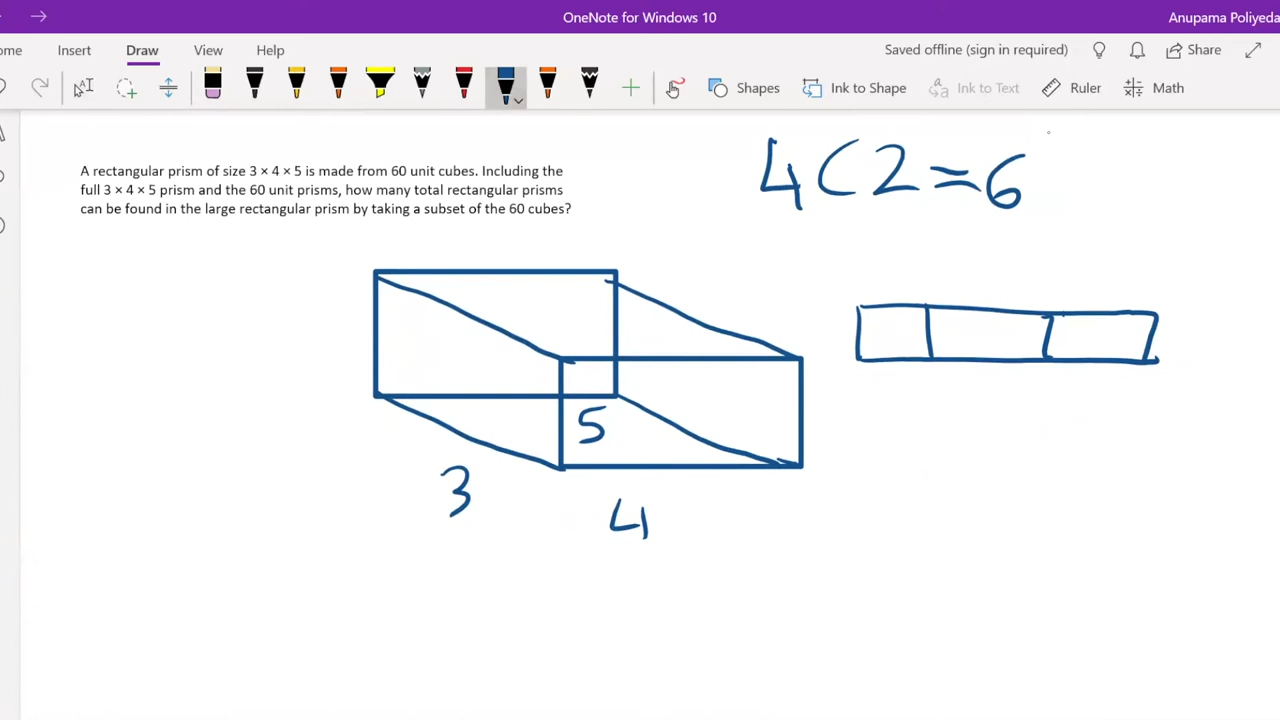 OneNote for Windows 10
Anupama Poliyeda
ome Insert Draw View Help
Saved offline (sign in required) Share
Shapes Ink to Shape Ink to Text Ruler Math
A rectangular prism of size 3 × 4 × 5 is made from 60 unit cubes. Including the
full 3 × 4 × 5 prism and the 60 unit prisms, how many total rectangular prisms
can be found in the large rectangular prism by taking a subset of the 60 cubes?
4C2=6
5
3
4